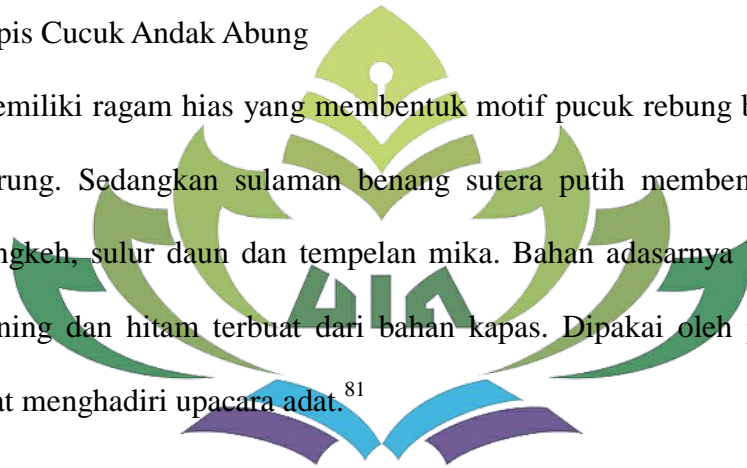 pis Cucuk Andak Abung
emiliki ragam hias yang membentuk motif pucuk rebung b
rung. Sedangkan sulaman benang sutera putih memben
ngkeh, sulur daun dan tempelan mika. Bahan adasarnya
ning dan hitam terbuat dari bahan kapas. Dipakai oleh
at menghadiri upacara adat.81
UIA